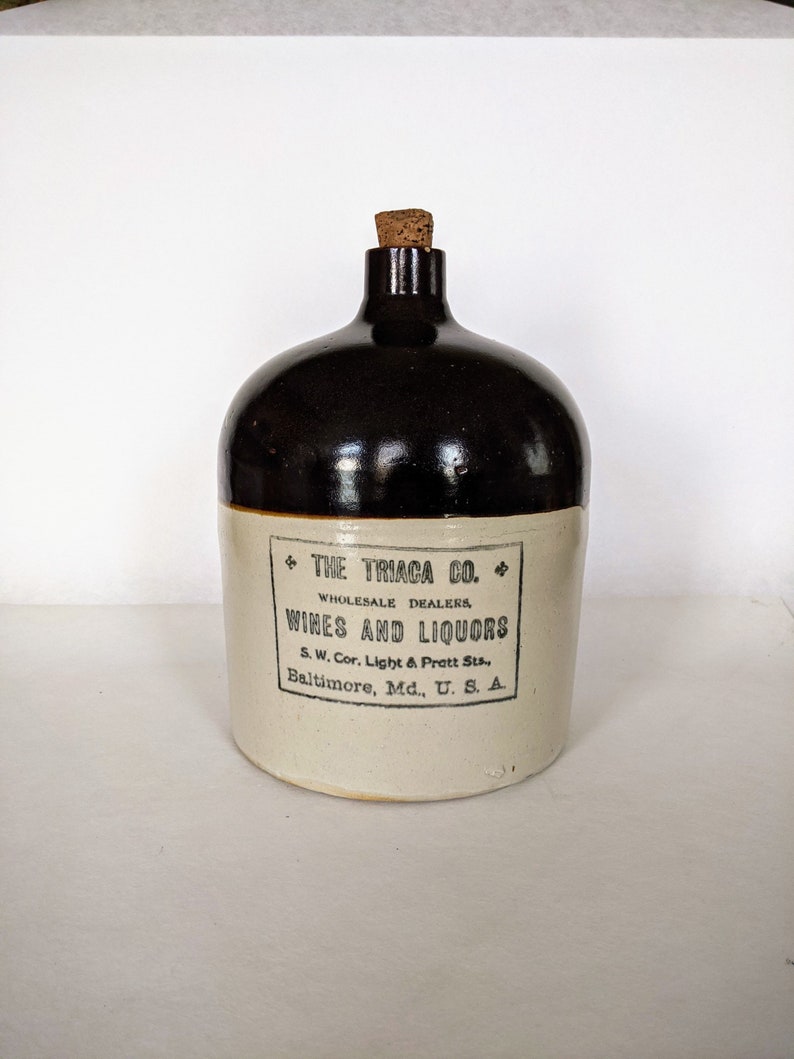 THE TRIACA CO.
WHOLESALE DEALERS,
WINES AND LIQUORS
S. W. Cor. Light & Pratt Sts.,
Baltimore, Md., U. S. A.